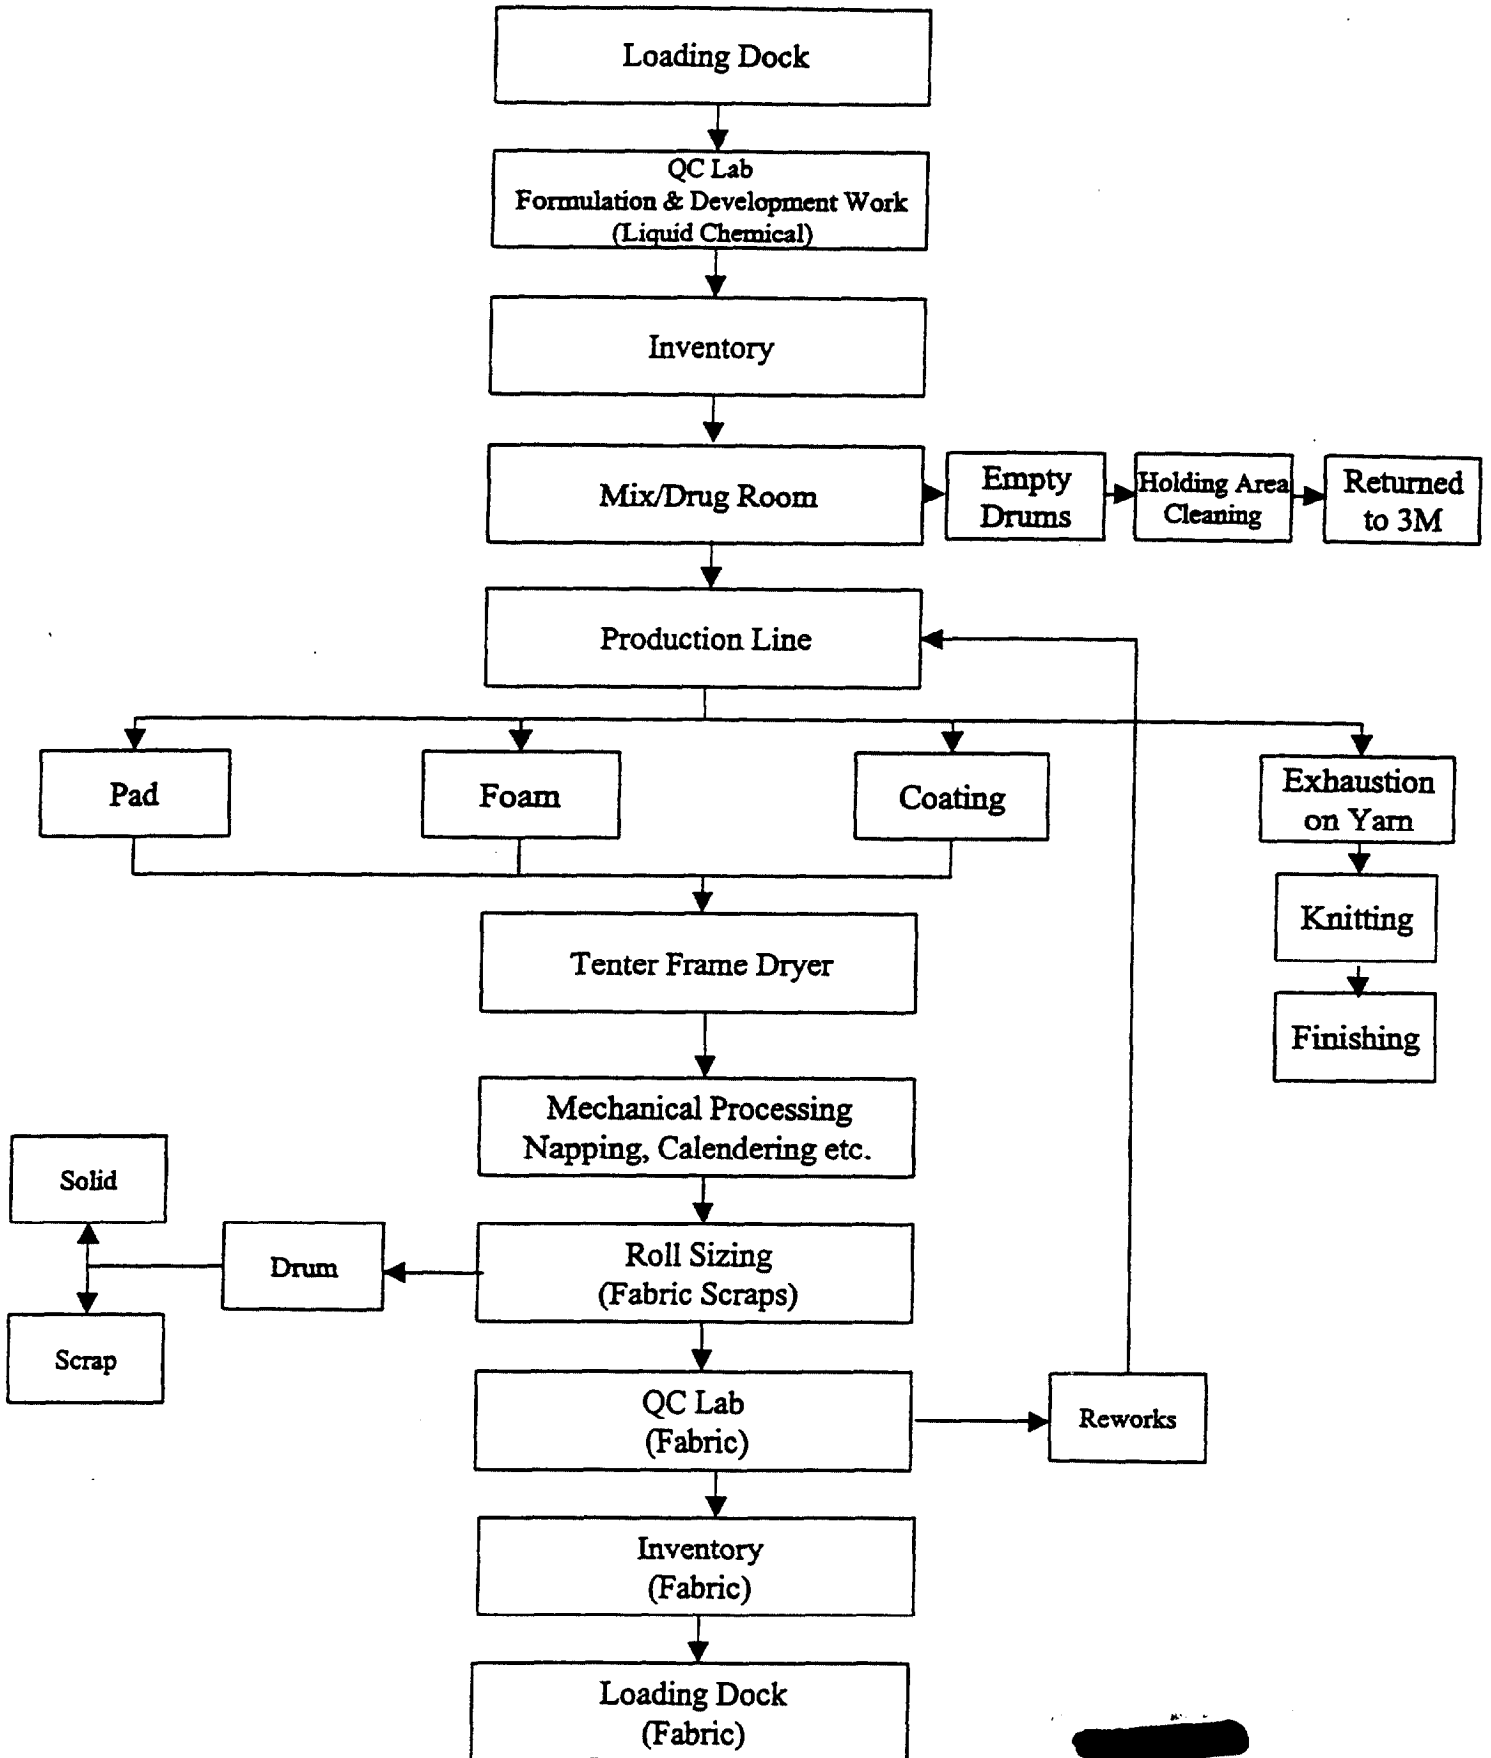 Loading Dock
QC Lab
Formulation & Development Work
(Liquid Chemical)
Inventory
Mix/Drug Room
Empty
Drums
Holding Area
Cleaning
Returned
to 3M
Production Line
Pad
Foam
Coating
Exhaustion
on Yarn
Knitting
Finishing
Tenter Frame Dryer
Mechanical Processing
Napping, Calendering etc.
Solid
Drum
Scrap
Roll Sizing
(Fabric Scraps)
QC Lab
(Fabric)
Reworks
Inventory
(Fabric)
Loading Dock
(Fabric)